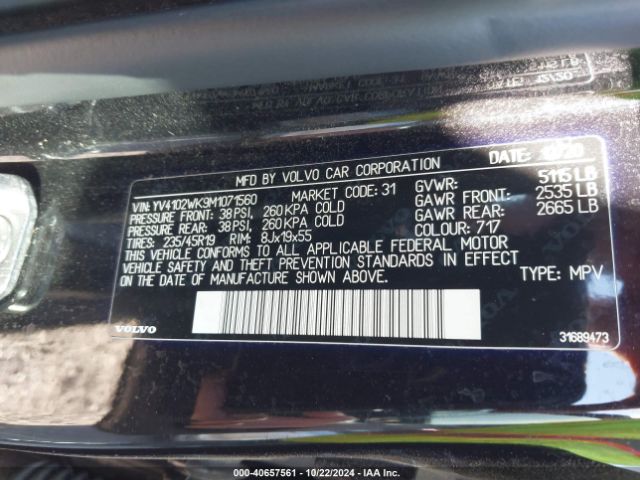 MFD BY VOLVO CAR CORPORATION DATE:
VIN: YV4102WK9M1071560 MARKET CODE: 31 GVWR: 5115 LB
PRESSURE FRONT: 38 PSI, 260 KPA COLD GAWR FRONT: 2535 LB
PRESSURE REAR: 38 PSI, 260 KPA COLD GAWR REAR: 2665 LB
TIRES: 235/45R19 RIM: 8Jx19x55 COLOUR: 717
THIS VEHICLE CONFORMS TO ALL APPLICABLE FEDERAL MOTOR
VEHICLE SAFETY AND THEFT PREVENTION STANDARDS IN EFFECT
ON THE DATE OF MANUFACTURE SHOWN ABOVE. TYPE: MPV
VOLVO 31689473
000-40657561 - 10/22/2024 - IAA Inc.